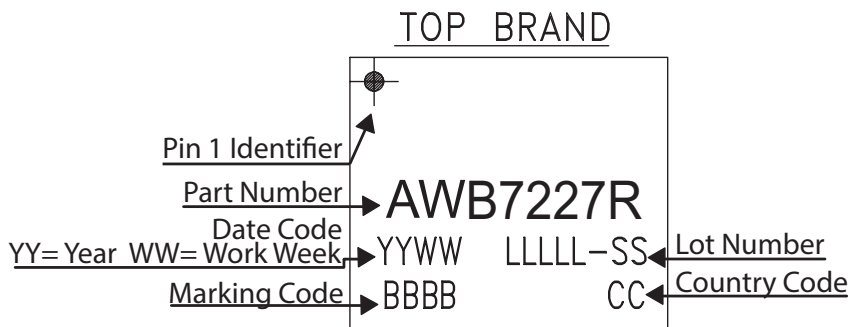 TOP BRAND
Pin 1 Identifier
Part Number
AWB7227R
Date Code
YY= Year WW= Work Week
YYWW LLLLL-SS
Lot Number
Marking Code
BBBB CC
Country Code